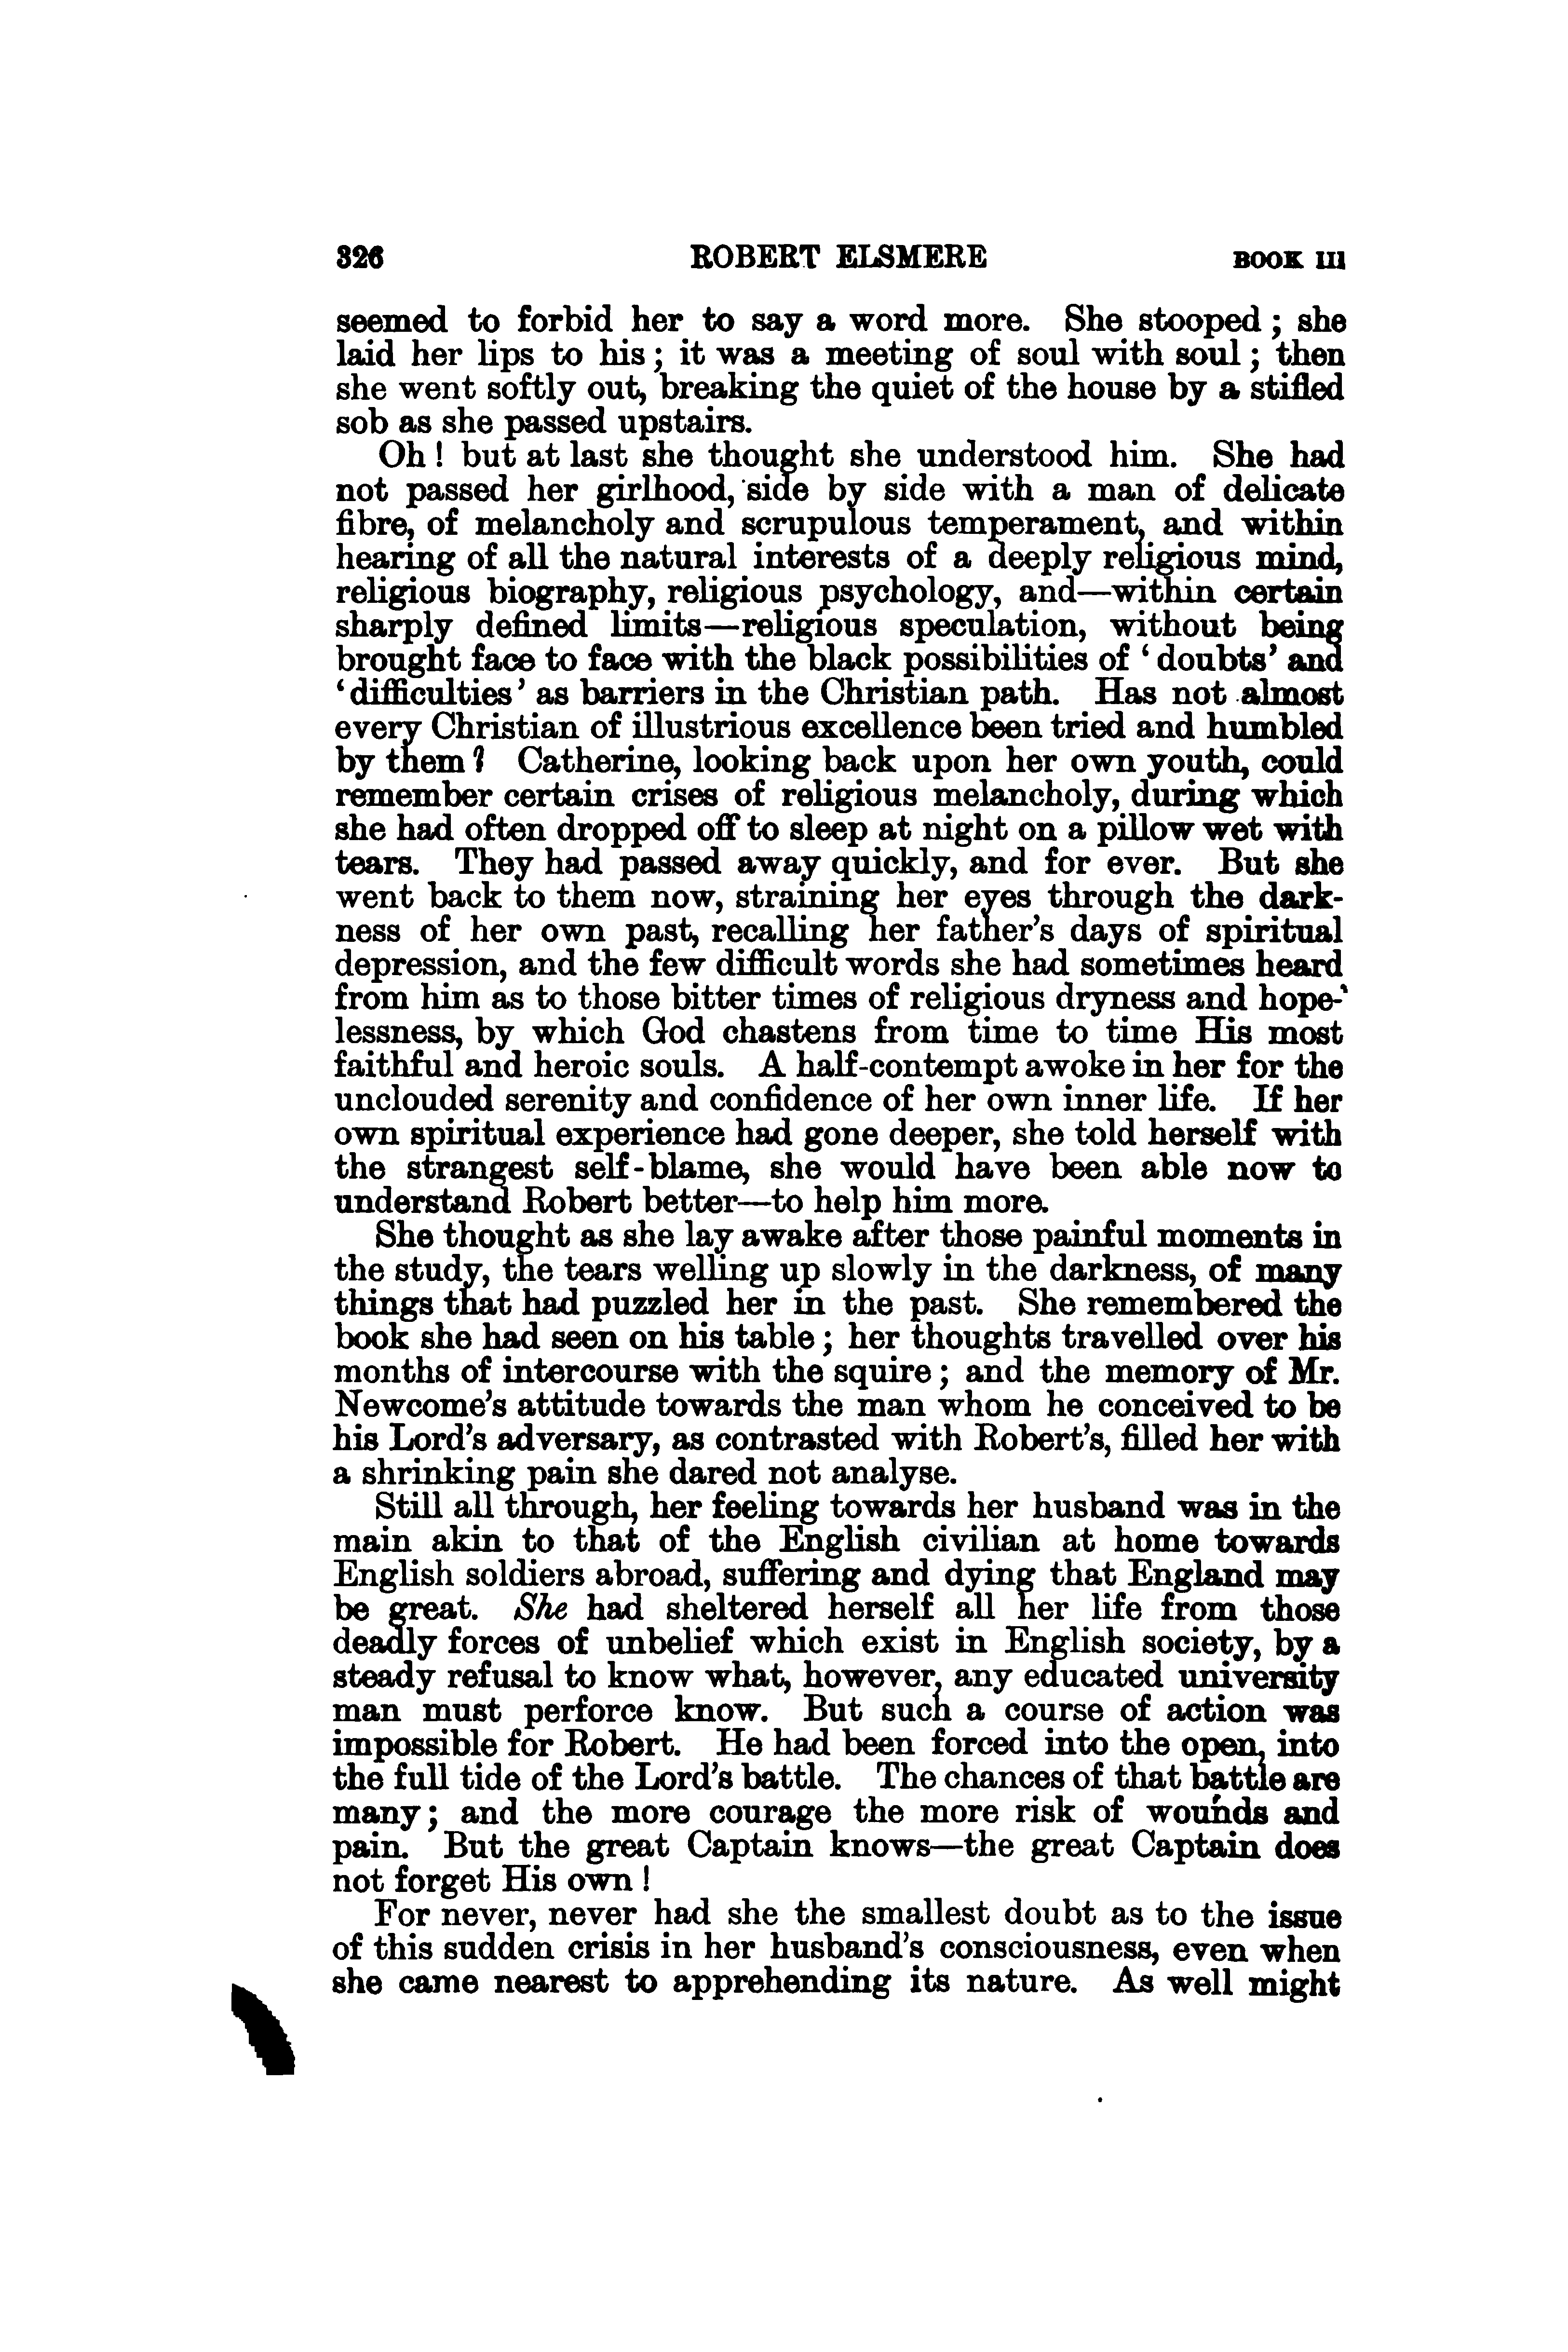 326 ROBERT ELSMERE BOOK III
seemed to forbid her to say a word more. She stooped ; she
laid her lips to his ; it was a meeting of soul with soul ; then
she went softly out, breaking the quiet of the house by a stifled
sob as she passed upstairs.
Oh ! but at last she thought she understood him. She had
not passed her girlhood, side by side with a man of delicate
fibre, of melancholy and scrupulous temperament, and within
hearing of all the natural interests of a deeply religious mind,
religious biography, religious psychology, and—within certain
sharply defined limits—religious speculation, without being
brought face to face with the black possibilities of ‘ doubts’ and
‘difficulties’ as barriers in the Christian path. Has not almost
every Christian of illustrious excellence been tried and humbled
by them ? Catherine, looking back upon her own youth, could
remember certain crises of religious melancholy, during which
she had often dropped off to sleep at night on a pillow wet with
tears. They had passed away quickly, and for ever. But she
went back to them now, straining her eyes through the dark-
ness of her own past, recalling her father’s days of spiritual
depression, and the few difficult words she had sometimes heard
from him as to those bitter times of religious dryness and hope-
lessness, by which God chastens from time to time His most
faithful and heroic souls. A half-contempt awoke in her for the
unclouded serenity and confidence of her own inner life. If her
own spiritual experience had gone deeper, she told herself with
the strangest self-blame, she would have been able now to
understand Robert better—to help him more.
She thought as she lay awake after those painful moments in
the study, the tears welling up slowly in the darkness, of many
things that had puzzled her in the past. She remembered the
book she had seen on his table ; her thoughts travelled over his
months of intercourse with the squire ; and the memory of Mr.
Newcome’s attitude towards the man whom he conceived to be
his Lord’s adversary, as contrasted with Robert’s, filled her with
a shrinking pain she dared not analyse.
Still all through, her feeling towards her husband was in the
main akin to that of the English civilian at home towards
English soldiers abroad, suffering and dying that England may
be great. She had sheltered herself all her life from those
deadly forces of unbelief which exist in English society, by a
steady refusal to know what, however, any educated university
man must perforce know. But such a course of action was
impossible for Robert. He had been forced into the open, into
the full tide of the Lord’s battle. The chances of that battle are
many ; and the more courage the more risk of wounds and
pain. But the great Captain knows—the great Captain does
not forget His own !
For never, never had she the smallest doubt as to the issue
of this sudden crisis in her husband’s consciousness, even when
she came nearest to apprehending its nature. As well might